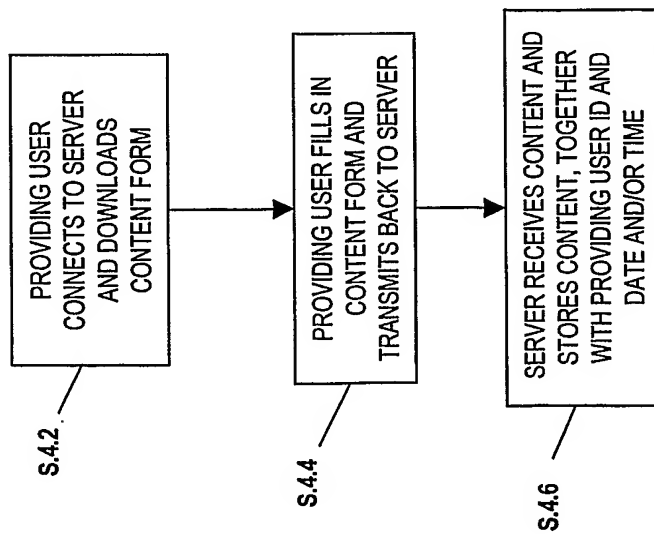 S.4.2
PROVIDING USER
CONNECTS TO SERVER
AND DOWNLOADS
CONTENT FORM
S.4.4
PROVIDING USER FILLS IN
CONTENT FORM AND
TRANSMITS BACK TO SERVER
S.4.6
SERVER RECEIVES CONTENT AND
STORES CONTENT, TOGETHER
WITH PROVIDING USER ID AND
DATE AND/OR TIME